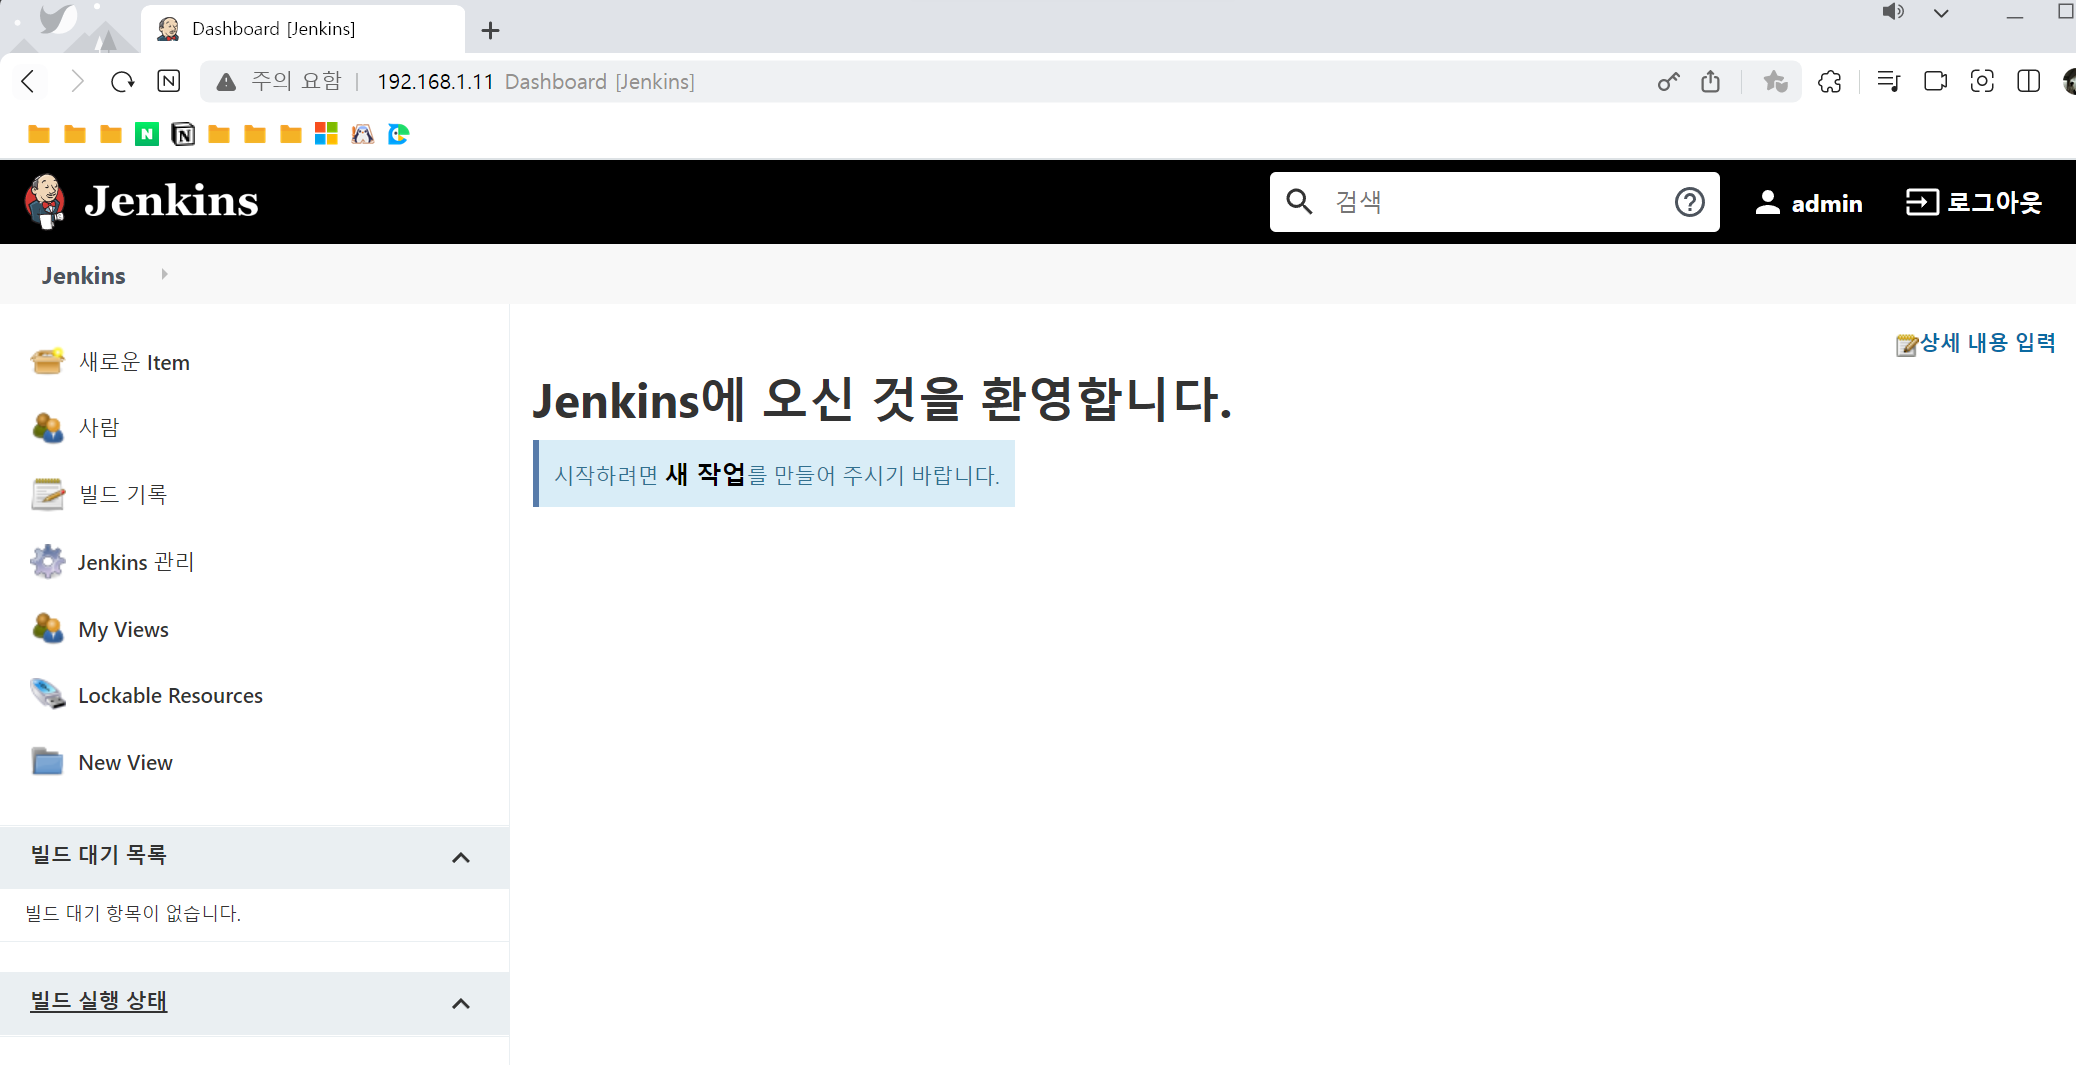 Dashboard [Jenkins]
주의 요함 | 192.168.1.11 Dashboard [Jenkins]
Jenkins
검색
admin
로그아웃
Jenkins
상세 내용 입력
새로운 Item
사람
빌드 기록
Jenkins 관리
My Views
Lockable Resources
New View
Jenkins에 오신 것을 환영합니다.
시작하려면 새 작업를 만들어 주시기 바랍니다.
빌드 대기 목록
빌드 대기 항목이 없습니다.
빌드 실행 상태